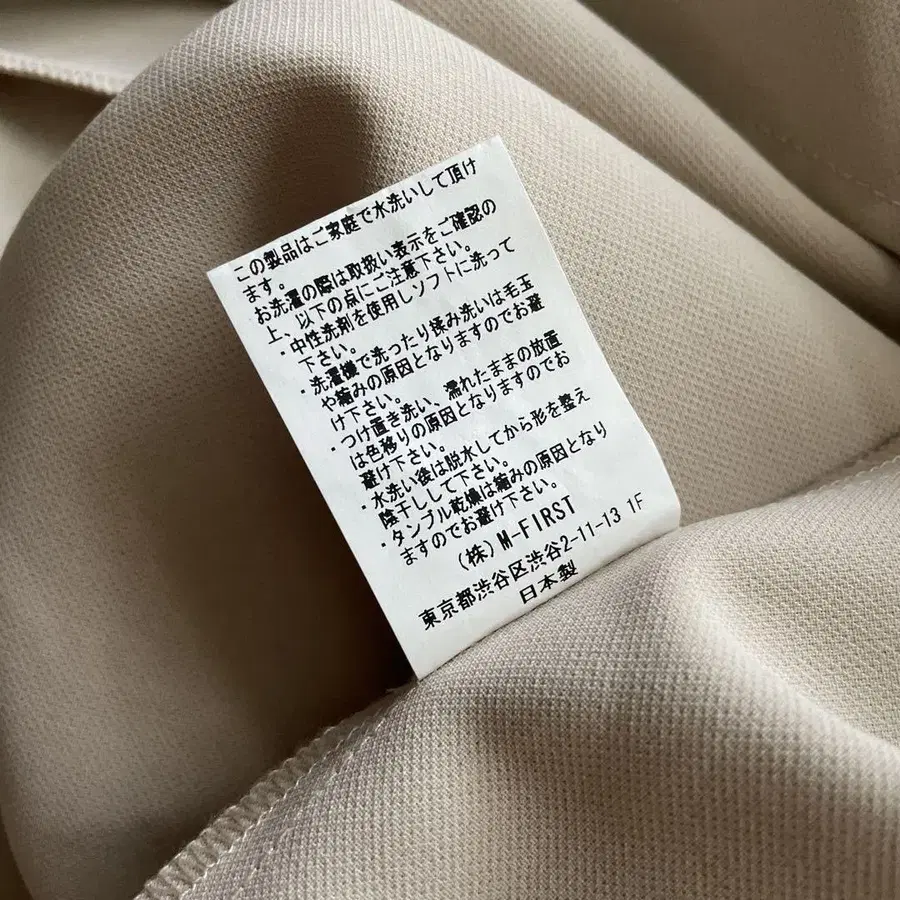 この製品はご家庭で水洗いして頂け
ます。
お洗濯の際は取扱い表示をご確認の
上、以下の点にご注意下さい。
・中性洗剤を使用しソフトに洗って
下さい。
・洗濯機で洗ったり揉み洗いは毛玉
や縮みの原因となりますのでお避
け下さい。
・つけ置き洗い、濡れたままの放置
は色移りの原因となりますのでお
避け下さい。
・水洗い後は脱水してから形を整え
陰干しして下さい。
・タンブル乾燥は縮みの原因となり
ますのでお避け下さい。
(株) M-FIRST
東京都渋谷区渋谷2-11-13 1F
日本製